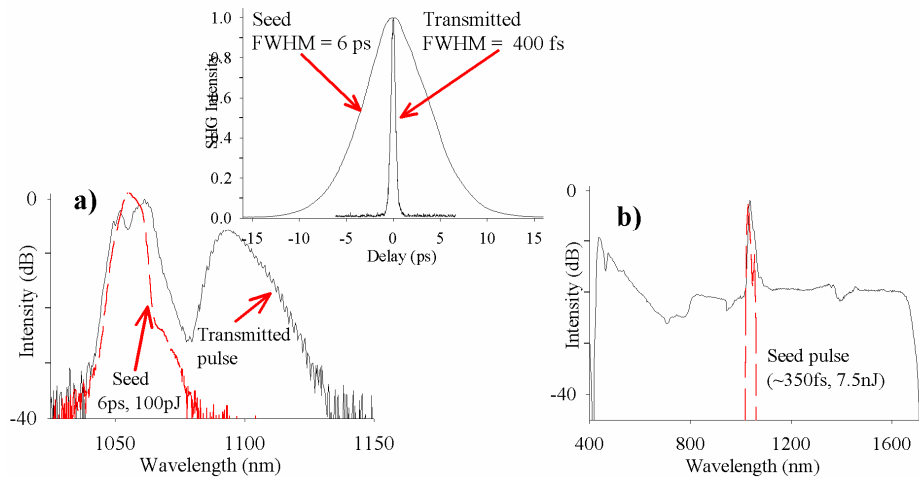 Seed
FWHM = 6 ps
Transmitted
FWHM = 400 fs
1.0
0.8
0.6
0.4
0.2
0.0
SHG Intensity
-15
-10
-5
0
5
10
15
Delay (ps)
a)
0
-40
Intensity (dB)
Seed
6ps, 100pJ
Transmitted
pulse
1050
1100
1150
Wavelength (nm)
b)
0
-40
Intensity (dB)
Seed pulse
(~350fs, 7.5nJ)
400
800
1200
1600
Wavelength (nm)